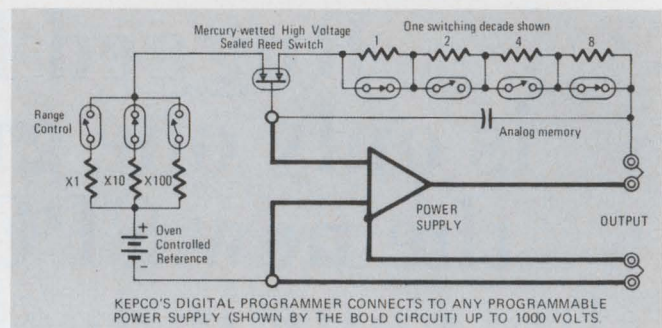 Mercury-wetted High Voltage
Sealed Reed Switch
One switching decade shown
1 2 4 8
Range
Control
Analog memory
X1 X10 X100
POWER
SUPPLY
OUTPUT
+
Oven
Controlled
Reference
-
KEPCO'S DIGITAL PROGRAMMER CONNECTS TO ANY PROGRAMMABLE
POWER SUPPLY (SHOWN BY THE BOLD CIRCUIT) UP TO 1000 VOLTS.